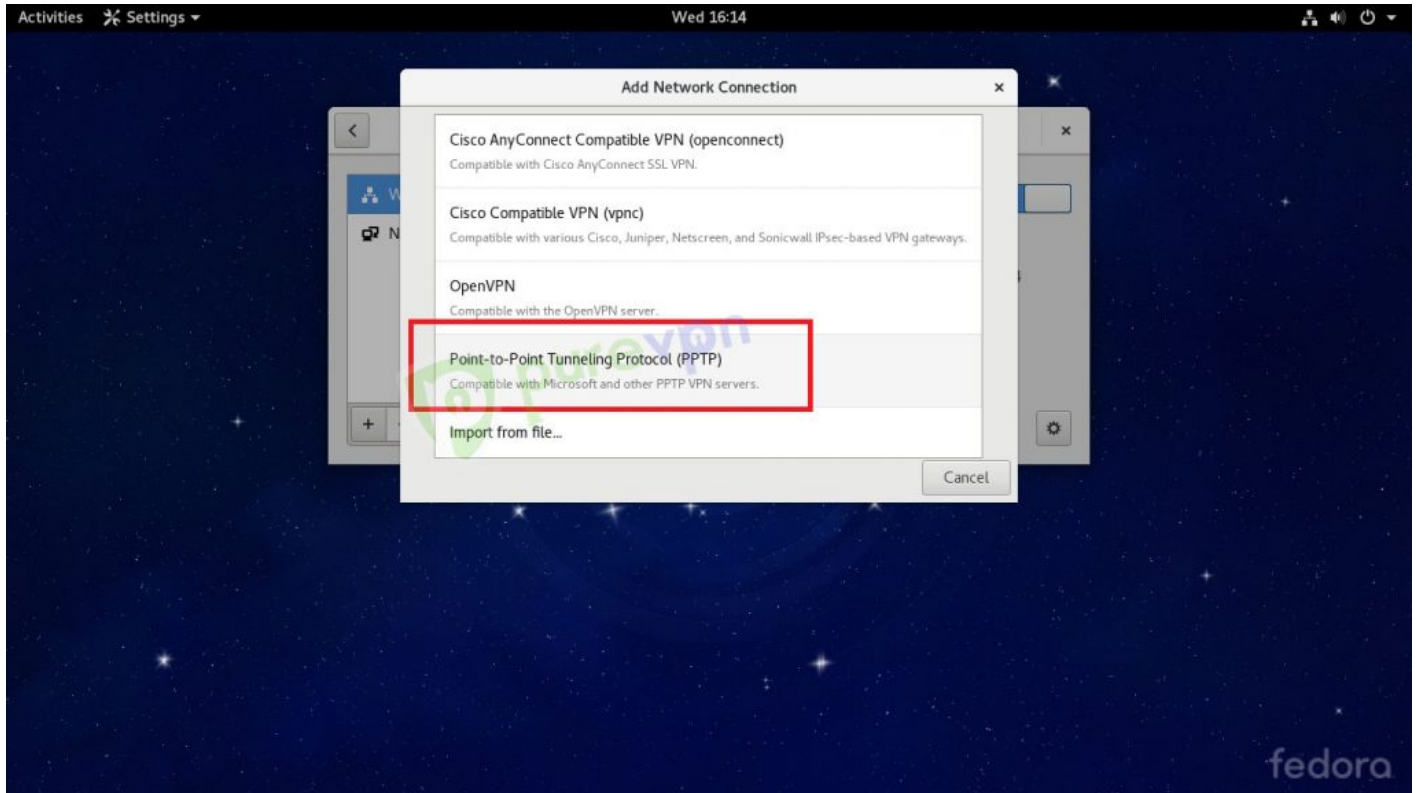 Activities Settings Wed 16:14
Add Network Connection
Cisco AnyConnect Compatible VPN (openconnect)
Compatible with Cisco AnyConnect SSL VPN.
W
Cisco Compatible VPN (vpnc)
N
Compatible with various Cisco, Juniper, Netscreen, and Sonicwall IPsec-based VPN gateways.
OpenVPN
Compatible with the OpenVPN server.
purevpn
Point-to-Point Tunneling Protocol (PPTP)
Compatible with Microsoft and other PPTP VPN servers.
Import from file...
Cancel
fedora